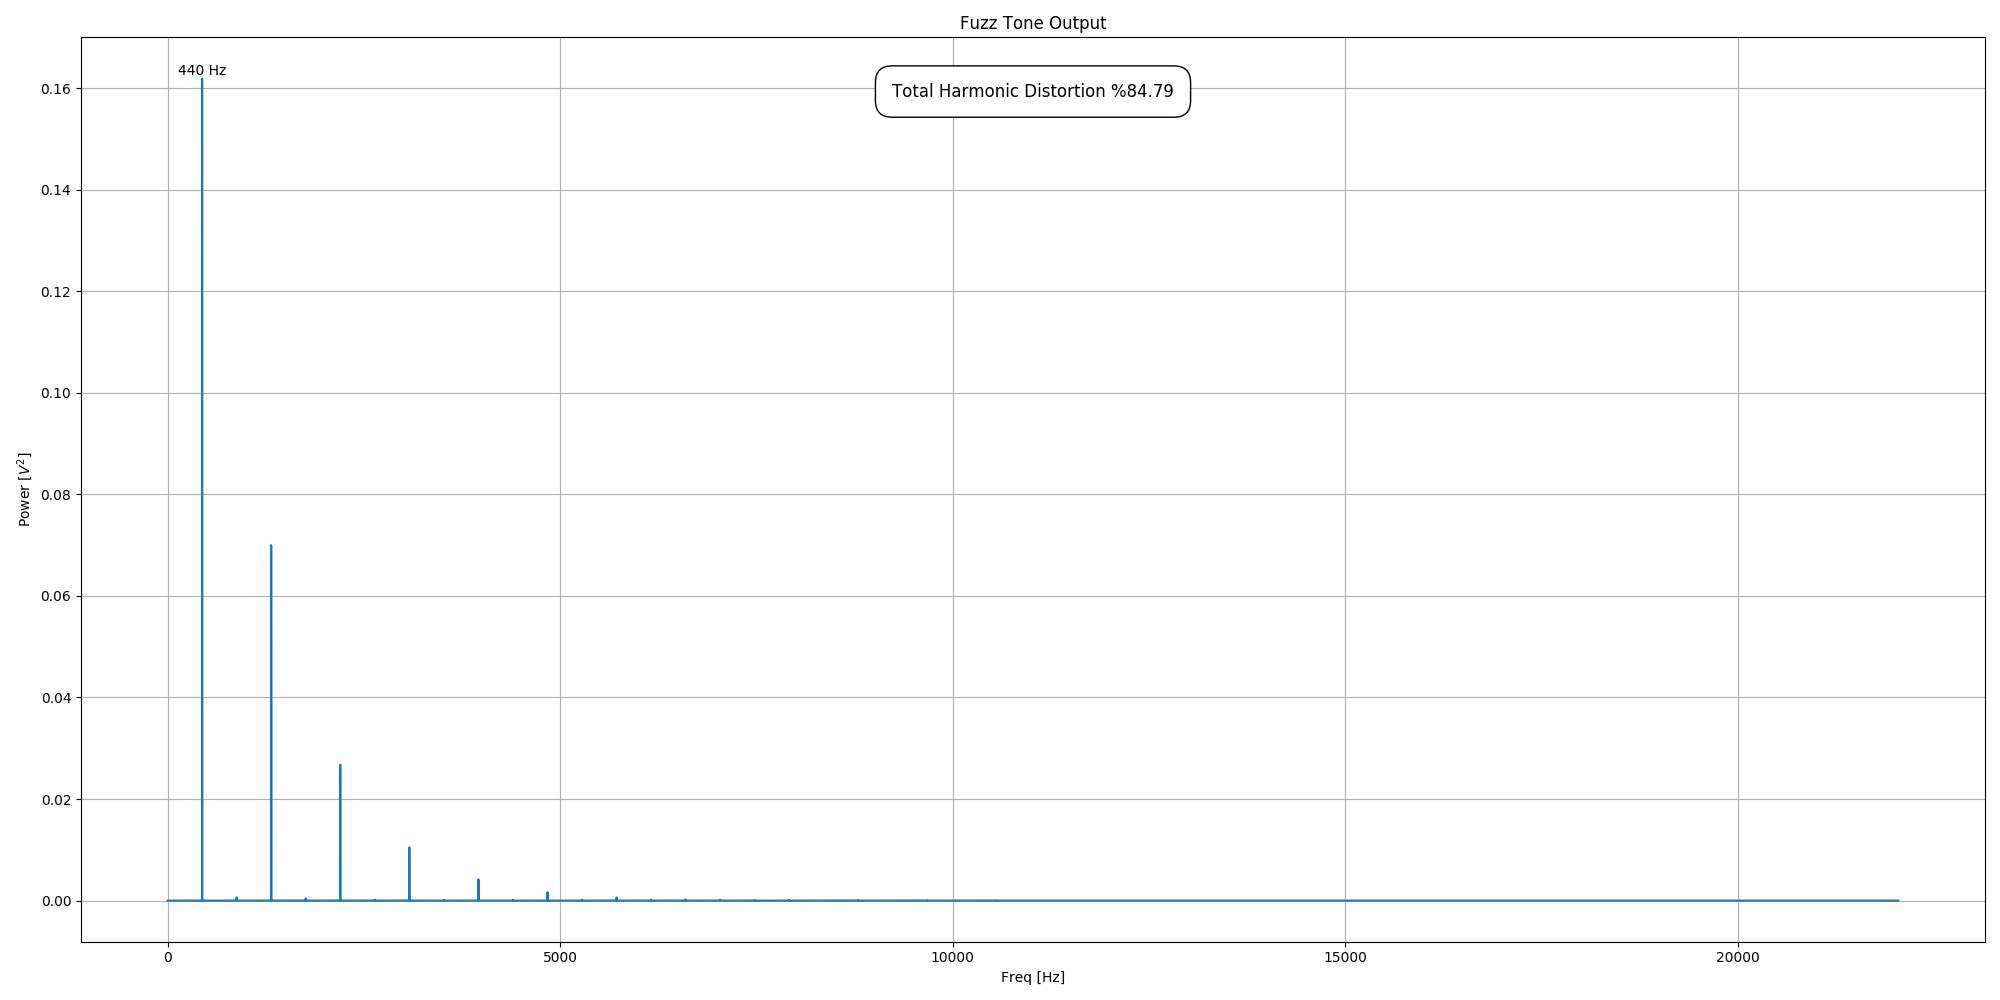 Fuzz Tone Output
440 Hz
Total Harmonic Distortion %84.79
0.16
0.14
0.12
0.10
0.08
0.06
0.04
0.02
0.00
Power [V²]
0 5000 10000 15000 20000
Freq [Hz]